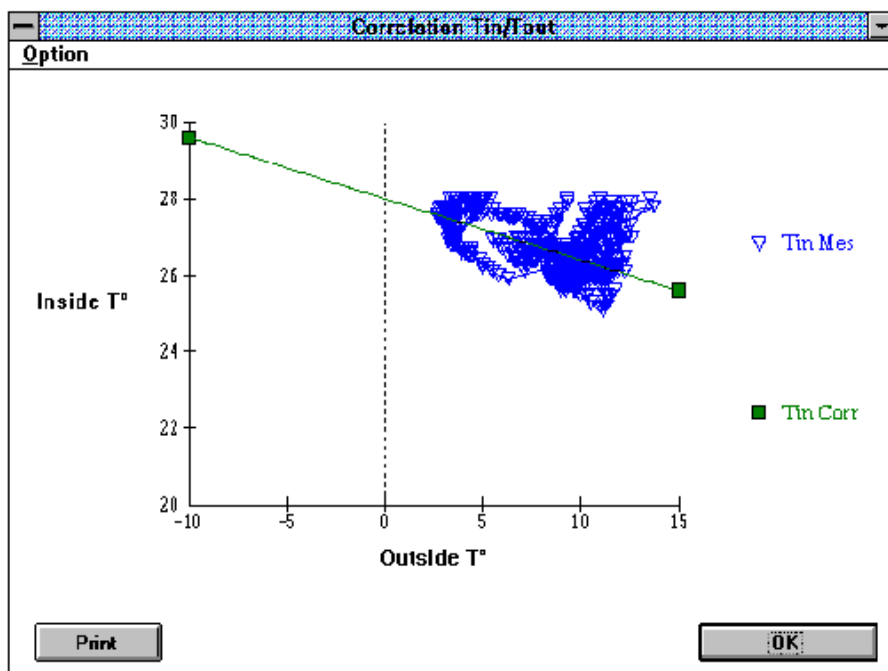 Correlation Tin/Tout
Option
30
28
26
24
22
20
Inside T°
-10
-5
0
5
10
15
Outside T°
Tin Mes
Tin Corr
Print
OK